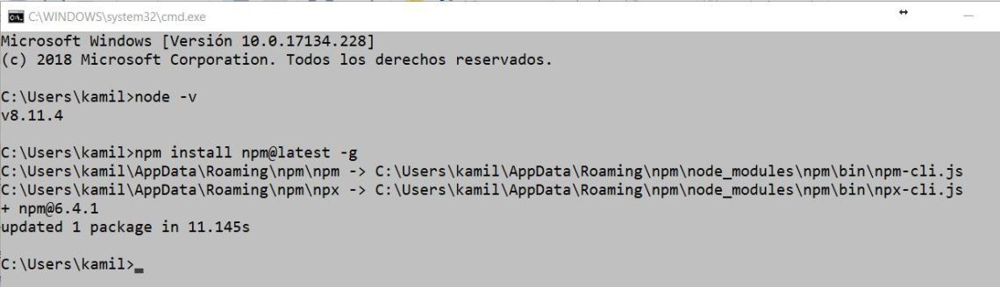 C:\WINDOWS\system32\cmd.exe
Microsoft Windows [Versión 10.0.17134.228]
(c) 2018 Microsoft Corporation. Todos los derechos reservados.
C:\Users\kamil>node -v
v8.11.4
C:\Users\kamil>npm install npm@latest -g
C:\Users\kamil\AppData\Roaming\npm\npm -> C:\Users\kamil\AppData\Roaming\npm\node_modules\npm\bin\npm-cli.js
C:\Users\kamil\AppData\Roaming\npm\npx -> C:\Users\kamil\AppData\Roaming\npm\node_modules\npm\bin\npx-cli.js
+ npm@6.4.1
updated 1 package in 11.145s
C:\Users\kamil>_